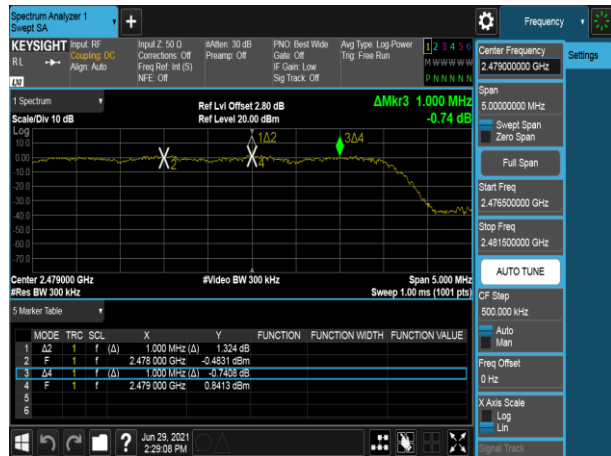 Spectrum Analyzer 1
Swept SA
+
Frequency
KEYSIGHT
RL
LXI
Input: RF
Coupling: DC
Align: Auto
Input Z: 50 Ω
Corrections: Off
Freq Ref: Int (S)
NFE: Off
#Atten: 30 dB
Preamp: Off
PNO: Best Wide
Gate: Off
IF Gain: Low
Sig Track: Off
Avg Type: Log-Power
Trig: Free Run
1 2 3 4 5 6
M W W W W W
P N N N N N
Center Frequency
2.479000000 GHz
Settings
Span
5.00000000 MHz
Swept Span
Zero Span
Full Span
Start Freq
2.476500000 GHz
Stop Freq
2.481500000 GHz
AUTO TUNE
CF Step
500.000 kHz
Auto
Man
Freq Offset
0 Hz
X Axis Scale
Log
Lin
Signal Track
1 Spectrum
Scale/Div 10 dB
Ref Lvl Offset 2.80 dB
Ref Level 20.00 dBm
ΔMkr3 1.000 MHz
-0.74 dB
Log
10.0
0.00
-10.0
-20.0
-30.0
-40.0
-50.0
-60.0
-70.0
1Δ2
3Δ4
2
4
Center 2.479000 GHz
#Res BW 300 kHz
#Video BW 300 kHz
Span 5.000 MHz
Sweep 1.00 ms (1001 pts)
5 Marker Table
MODE TRC SCL X Y FUNCTION FUNCTION WIDTH FUNCTION VALUE
1 Δ2 1 f (Δ) 1.000 MHz (Δ) 1.324 dB
2 F 1 f 2.478 000 GHz -0.4831 dBm
3 Δ4 1 f (Δ) 1.000 MHz (Δ) -0.7408 dB
4 F 1 f 2.479 000 GHz 0.8413 dBm
5
6
?
Jun 29, 2021
2:29:08 PM